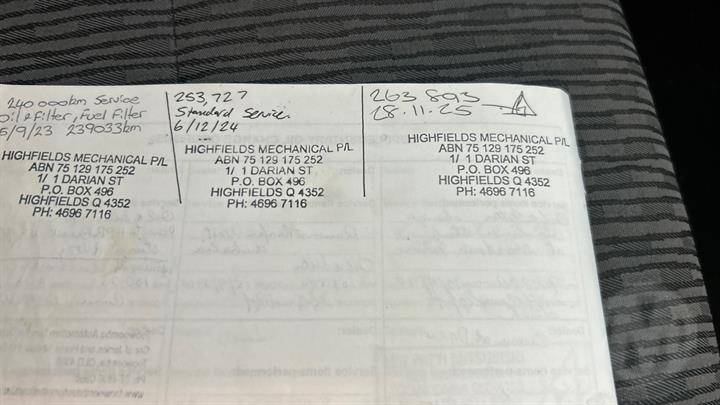 240 000km Service
Oil & filter, Fuel Filter
5/9/23 239033km
HIGHFIELDS MECHANICAL P/L
ABN 75 129 175 252
1/ 1 DARIAN ST
P.O. BOX 496
HIGHFIELDS Q 4352
PH: 4696 7116
253,727
Standard Service
6/12/24
HIGHFIELDS MECHANICAL P/L
ABN 75 129 175 252
1/ 1 DARIAN ST
P.O. BOX 496
HIGHFIELDS Q 4352
PH: 4696 7116
263 893
28.11.25
HIGHFIELDS MECHANICAL P/L
ABN 75 129 175 252
1/ 1 DARIAN ST
P.O. BOX 496
HIGHFIELDS Q 4352
PH: 4696 7116